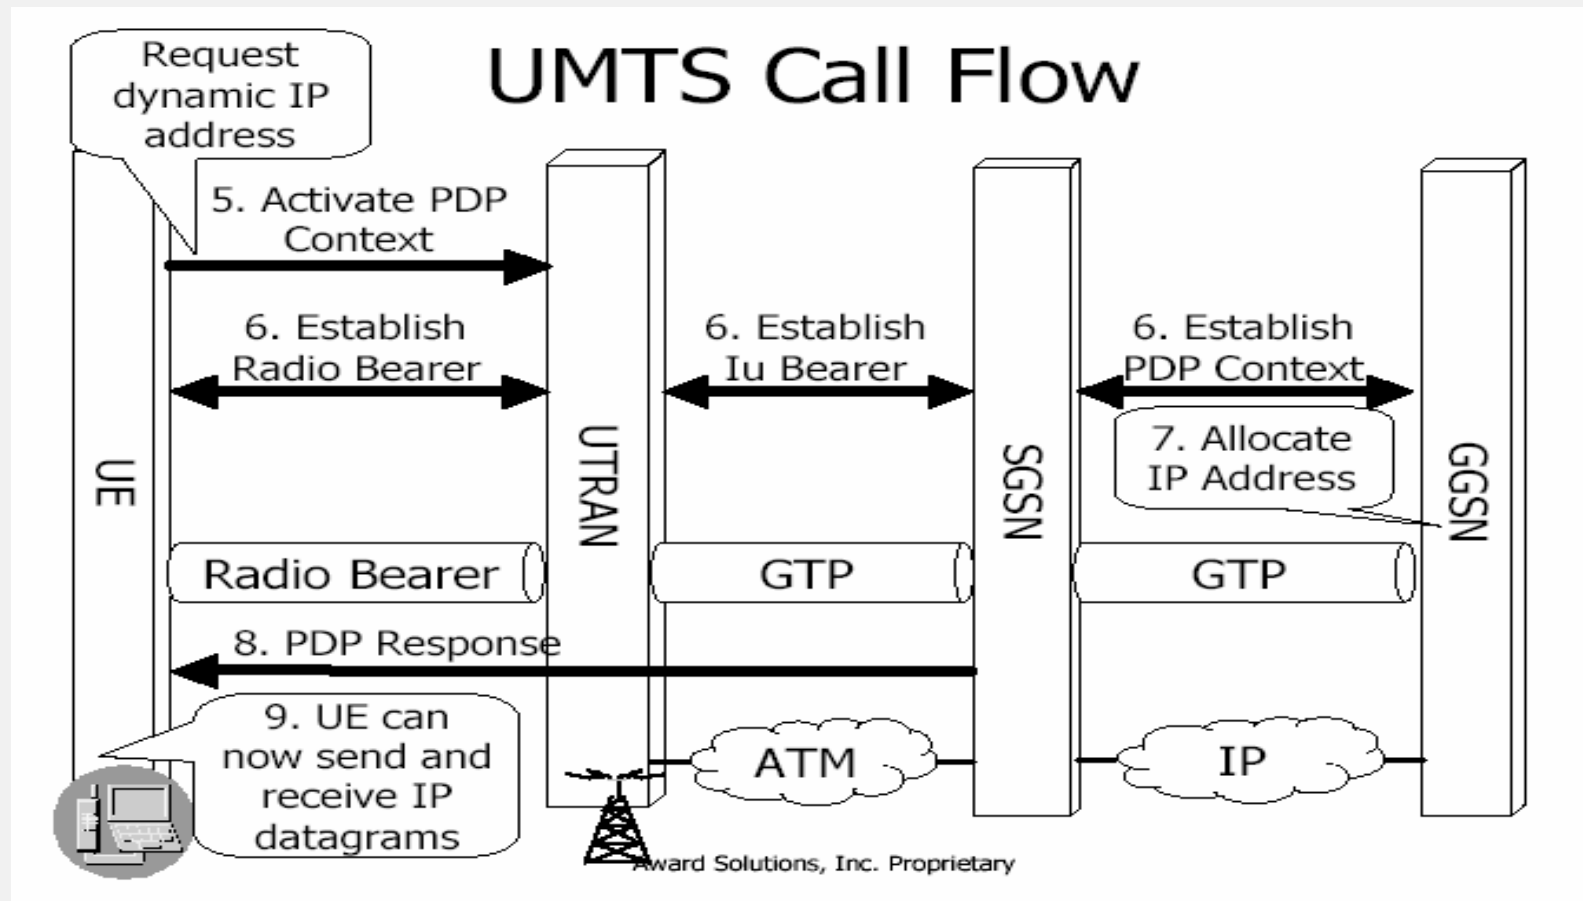 Request
dynamic IP
address
UMTS Call Flow
5. Activate PDP
Context
6. Establish
Radio Bearer
6. Establish
Iu Bearer
6. Establish
PDP Context
7. Allocate
IP Address
UE
UTRAN
SGSN
GGSN
Radio Bearer
GTP
GTP
8. PDP Response
9. UE can
now send and
receive IP
datagrams
ATM
IP
Award Solutions, Inc. Proprietary